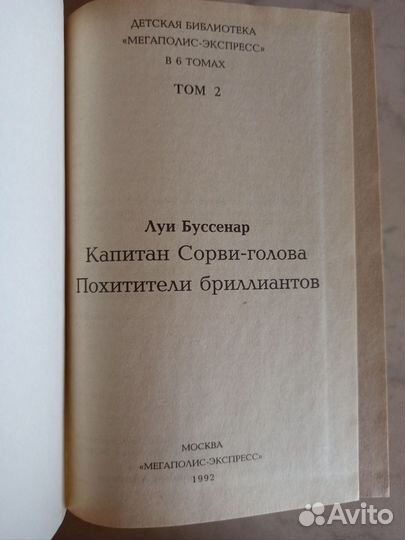 ДЕТСКАЯ БИБЛИОТЕКА
«МЕГАПОЛИС-ЭКСПРЕСС»
В 6 ТОМАХ
ТОМ 2
Луи Буссенар
Капитан Сорви-голова
Похитители бриллиантов
МОСКВА
«МЕГАПОЛИС-ЭКСПРЕСС»
1992
Avito